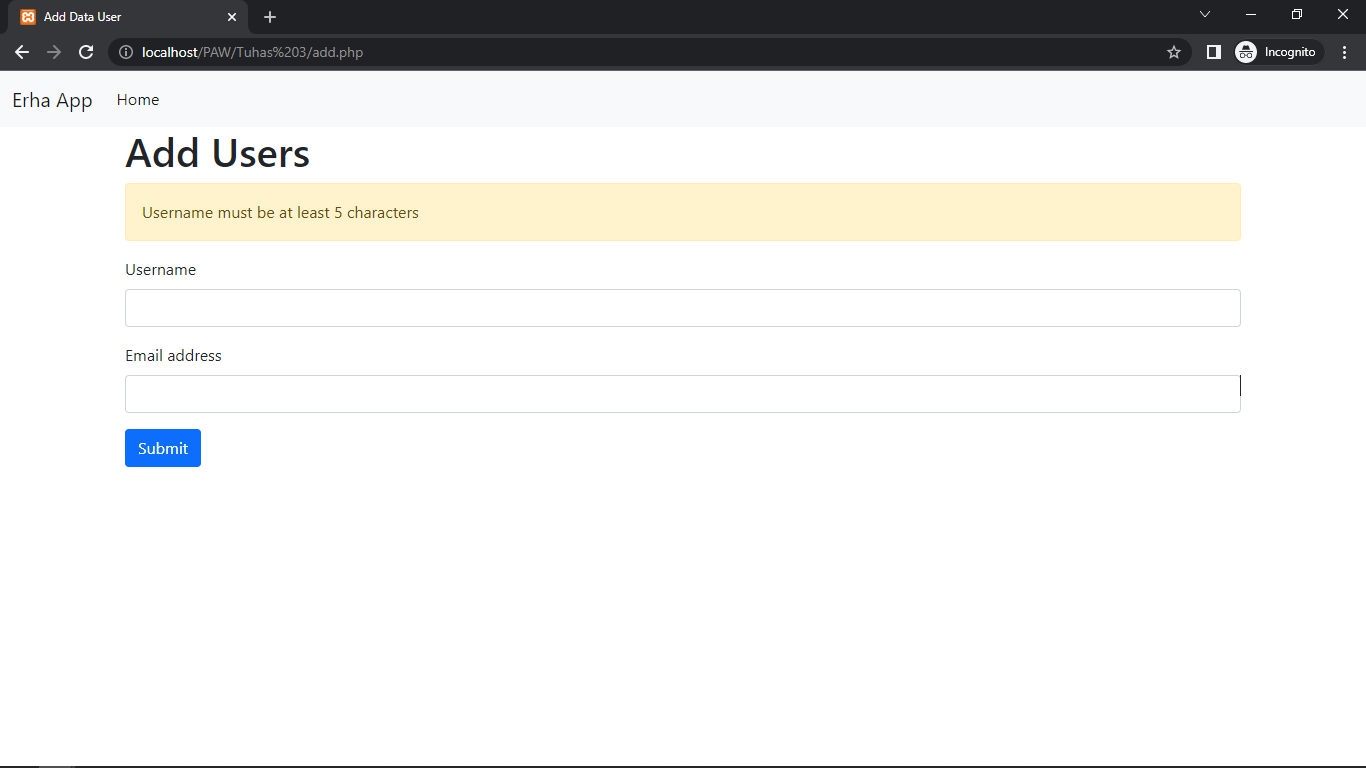 Add Data User
localhost/PAW/Tuhas%203/add.php
Incognito
Erha App Home
Add Users
Username must be at least 5 characters
Username
Email address
Submit